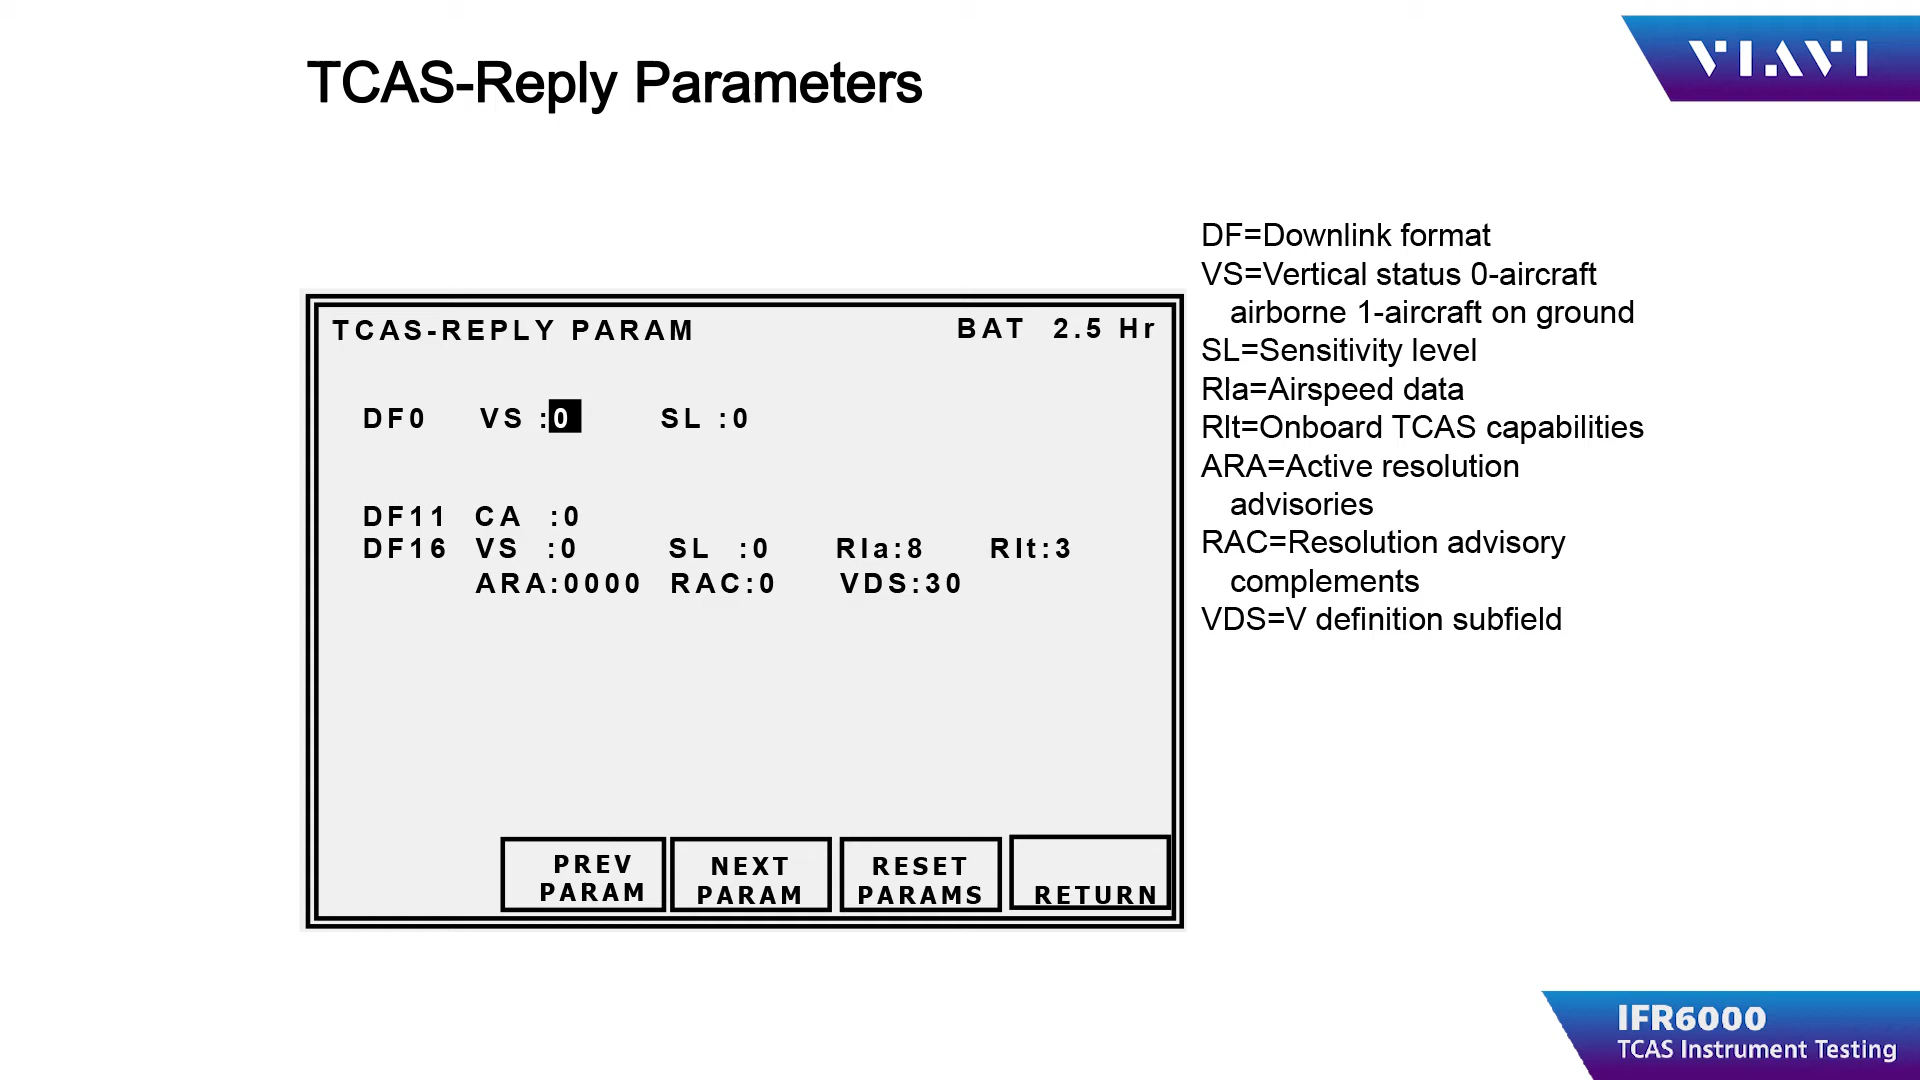 TCAS-Reply Parameters
VIAVI
DF=Downlink format
VS=Vertical status 0-aircraft
airborne 1-aircraft on ground
SL=Sensitivity level
Rla=Airspeed data
Rlt=Onboard TCAS capabilities
ARA=Active resolution
advisories
RAC=Resolution advisory
complements
VDS=V definition subfield
TCAS-REPLY PARAM BAT 2.5 Hr
DF0 VS :0 SL :0
DF11 CA :0
DF16 VS :0 SL :0 RIa:8 RIt:3
ARA:0000 RAC:0 VDS:30
PREV PARAM
NEXT PARAM
RESET PARAMS
RETURN
IFR6000
TCAS Instrument Testing